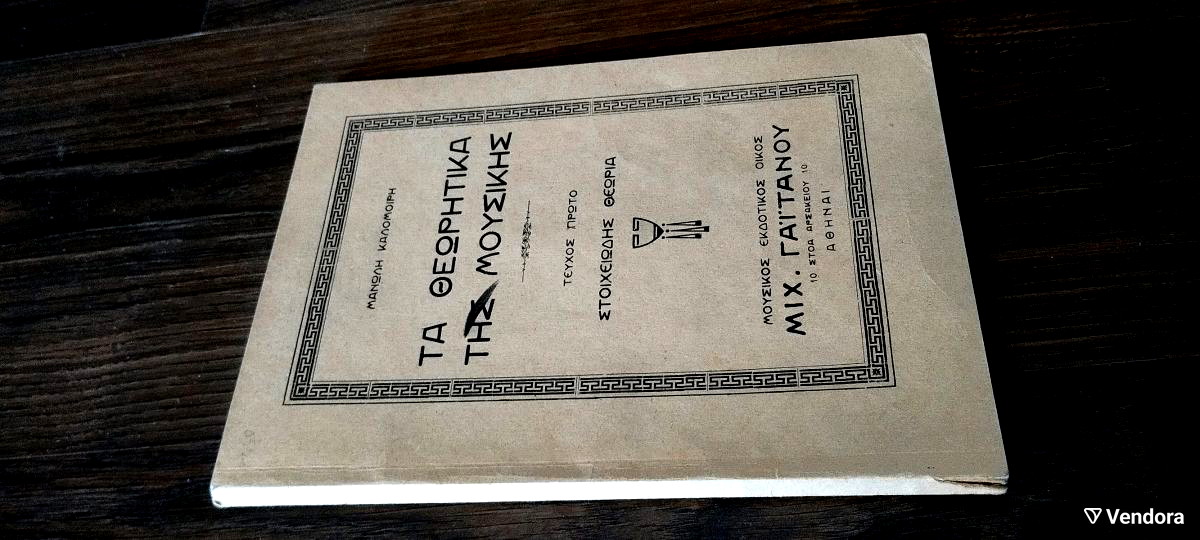 ΜΑΝΩΛΗ ΚΑΛΟΜΟΙΡΗ
ΤΑ ΘΕΩΡΗΤΙΚΑ
ΤΗΣ ΜΟΥΣΙΚΗΣ
ΤΕΥΧΟΣ ΠΡΩΤΟ
ΣΤΟΙΧΕΙΩΔΗΣ ΘΕΩΡΙΑ
ΜΟΥΣΙΚΟΣ ΕΚΔΟΤΙΚΟΣ ΟΙΚΟΣ
ΜΙΧ. ΓΑΪΤΑΝΟΥ
10 ΣΤΟΑ ΑΡΣΑΚΕΙΟΥ 10
ΑΘΗΝΑΙ
Vendora